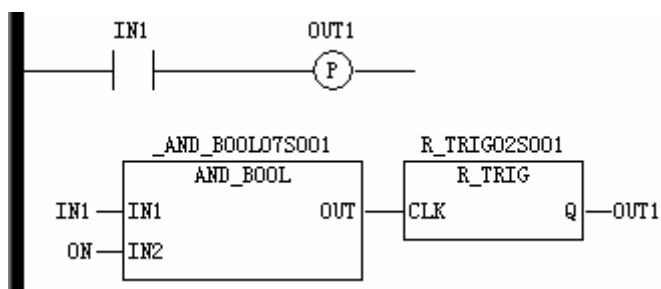 IN1 OUT1
P
_AND_BOOL07S001 R_TRIG02S001
AND_BOOL R_TRIG
IN1 IN1 OUT CLK Q OUT1
ON IN2